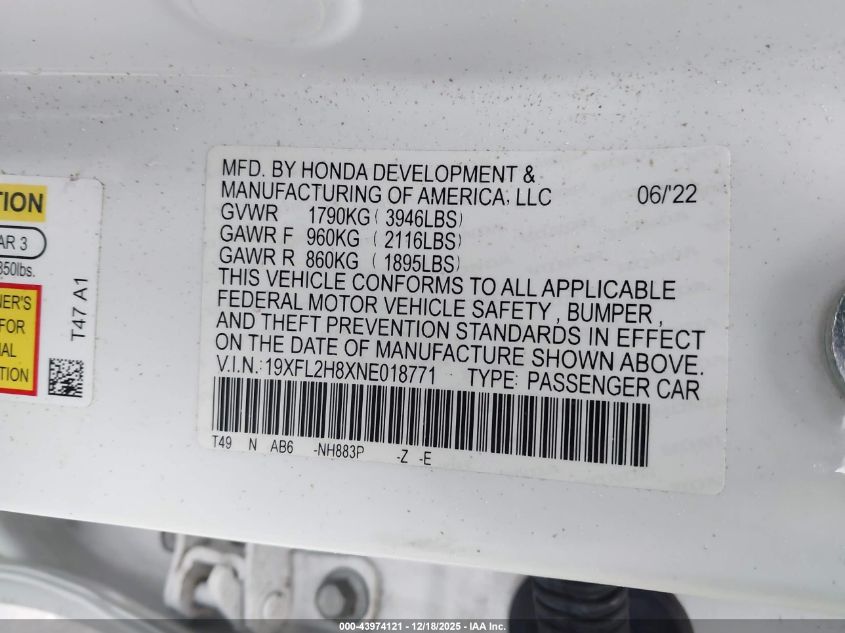 TION
AR 3
850lbs.
NER'S
FOR
NAL
TION
T47 A1
MFD. BY HONDA DEVELOPMENT &
MANUFACTURING OF AMERICA, LLC 06/'22
GVWR 1790KG ( 3946LBS)
GAWR F 960KG ( 2116LBS)
GAWR R 860KG ( 1895LBS)
THIS VEHICLE CONFORMS TO ALL APPLICABLE
FEDERAL MOTOR VEHICLE SAFETY, BUMPER,
AND THEFT PREVENTION STANDARDS IN EFFECT
ON THE DATE OF MANUFACTURE SHOWN ABOVE.
V.I.N.:19XFL2H8XNE018771 TYPE: PASSENGER CAR
T49 N AB6 -NH883P -Z -E
000-43974121 - 12/18/2025 - © IAA, Inc.